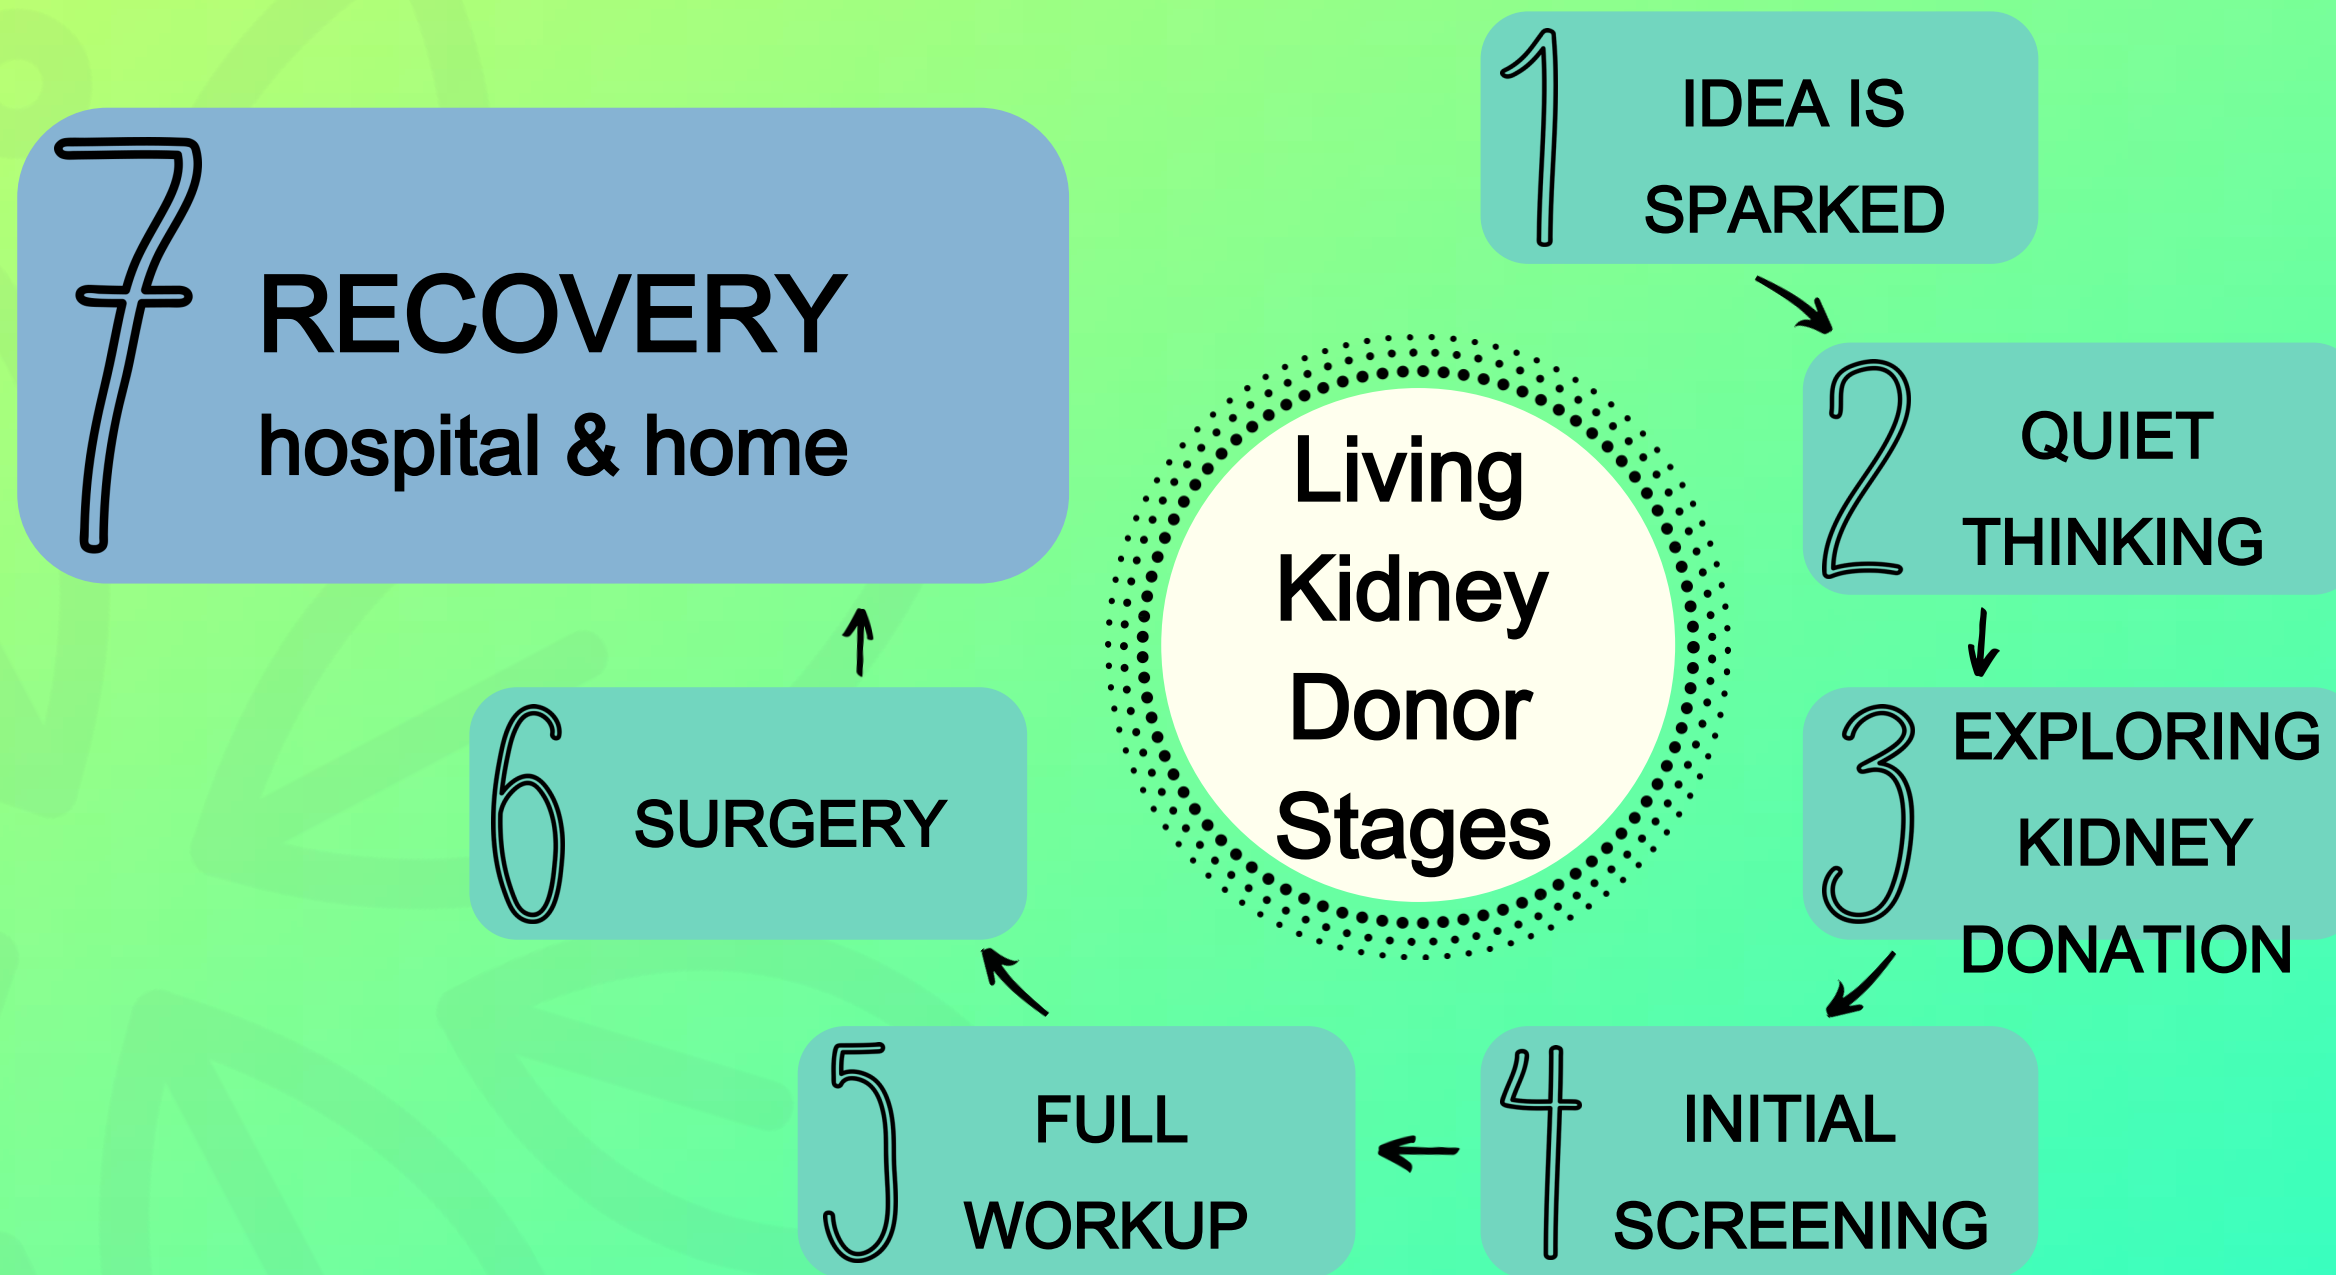 1
IDEA IS
SPARKED
2
QUIET
THINKING
3
EXPLORING
KIDNEY
DONATION
4
INITIAL
SCREENING
5
FULL
WORKUP
6
SURGERY
7
RECOVERY
hospital & home
Living
Kidney
Donor
Stages